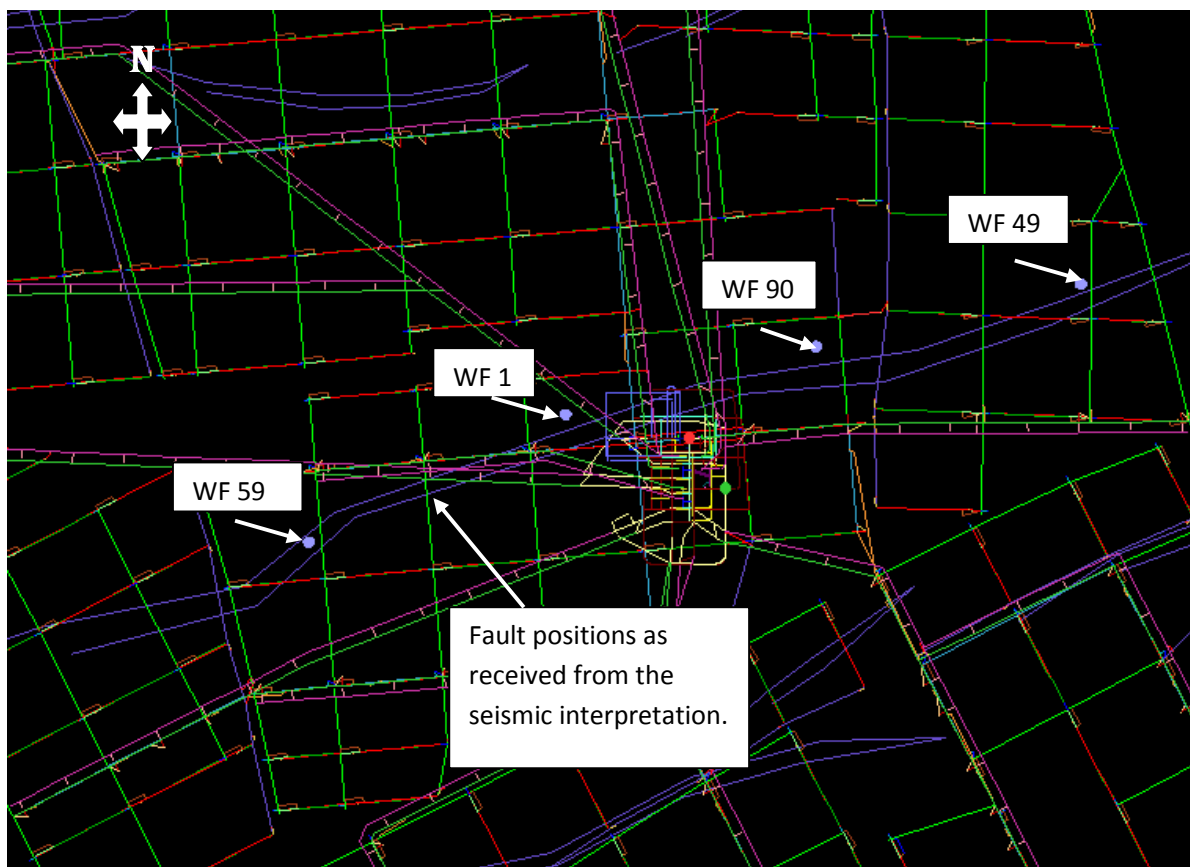 N
WF 49
WF 90
WF 1
WF 59
Fault positions as
received from the
seismic interpretation.